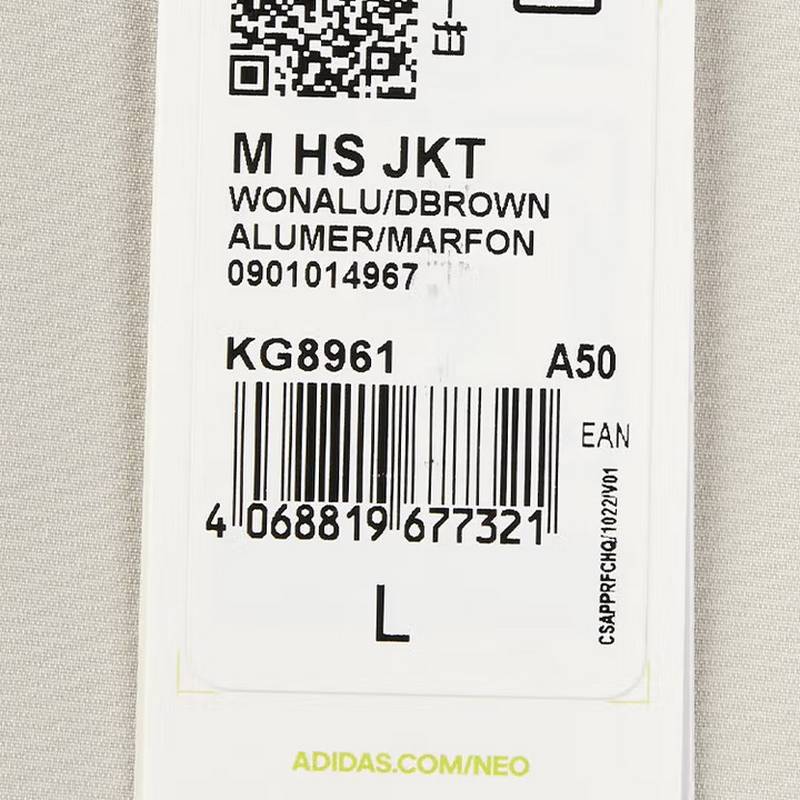 M HS JKT
WONALU/DBROWN
ALUMER/MARFON
0901014967
KG8961 A50
EAN
4 068819 677321
CSAPPRFCHQ/1022/V01
L
ADIDAS.COM/NEO